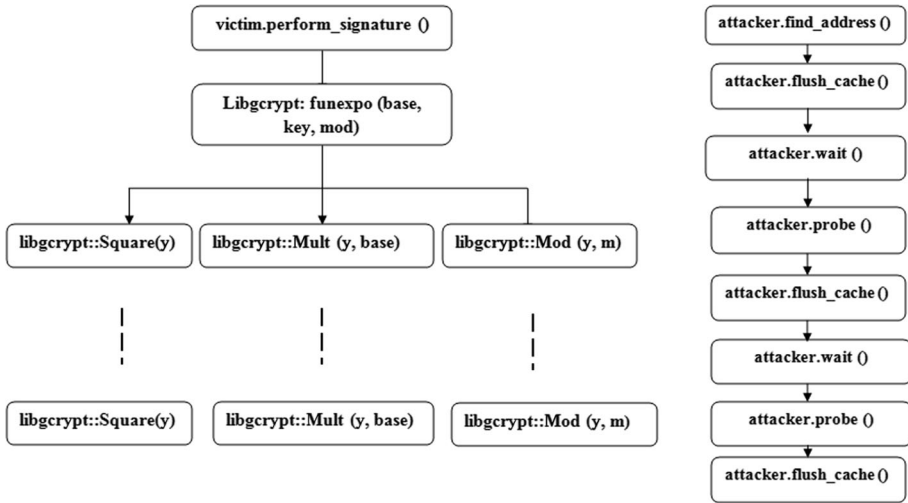 victim.perform_signature ()
Libgcrypt: funexpo (base,
key, mod)
libgcrypt::Square(y)
libgcrypt::Mult (y, base)
libgcrypt::Mod (y, m)
libgcrypt::Square(y)
libgcrypt::Mult (y, base)
libgcrypt::Mod (y, m)
attacker.find_address ()
attacker.flush_cache ()
attacker.wait ()
attacker.probe ()
attacker.flush_cache ()
attacker.wait ()
attacker.probe ()
attacker.flush_cache ()